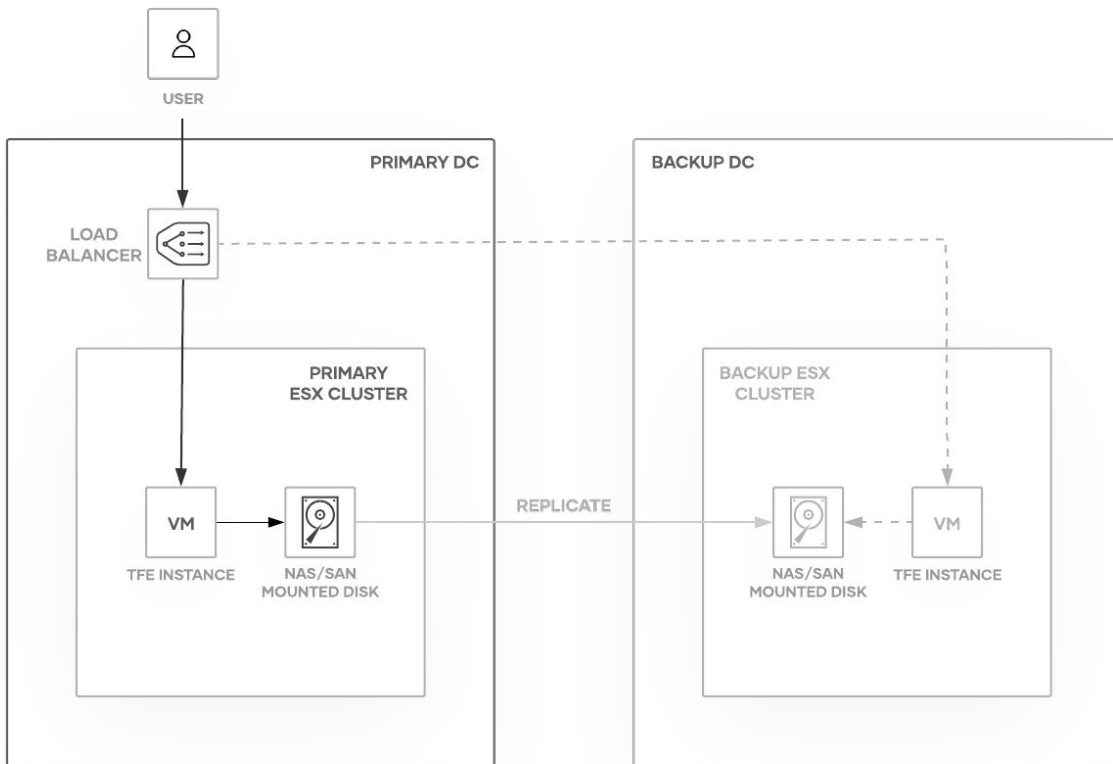 USER
PRIMARY DC
BACKUP DC
LOAD
BALANCER
PRIMARY
ESX CLUSTER
BACKUP ESX
CLUSTER
REPLICATE
VM
TFE INSTANCE
NAS/SAN
MOUNTED DISK
NAS/SAN
MOUNTED DISK
VM
TFE INSTANCE